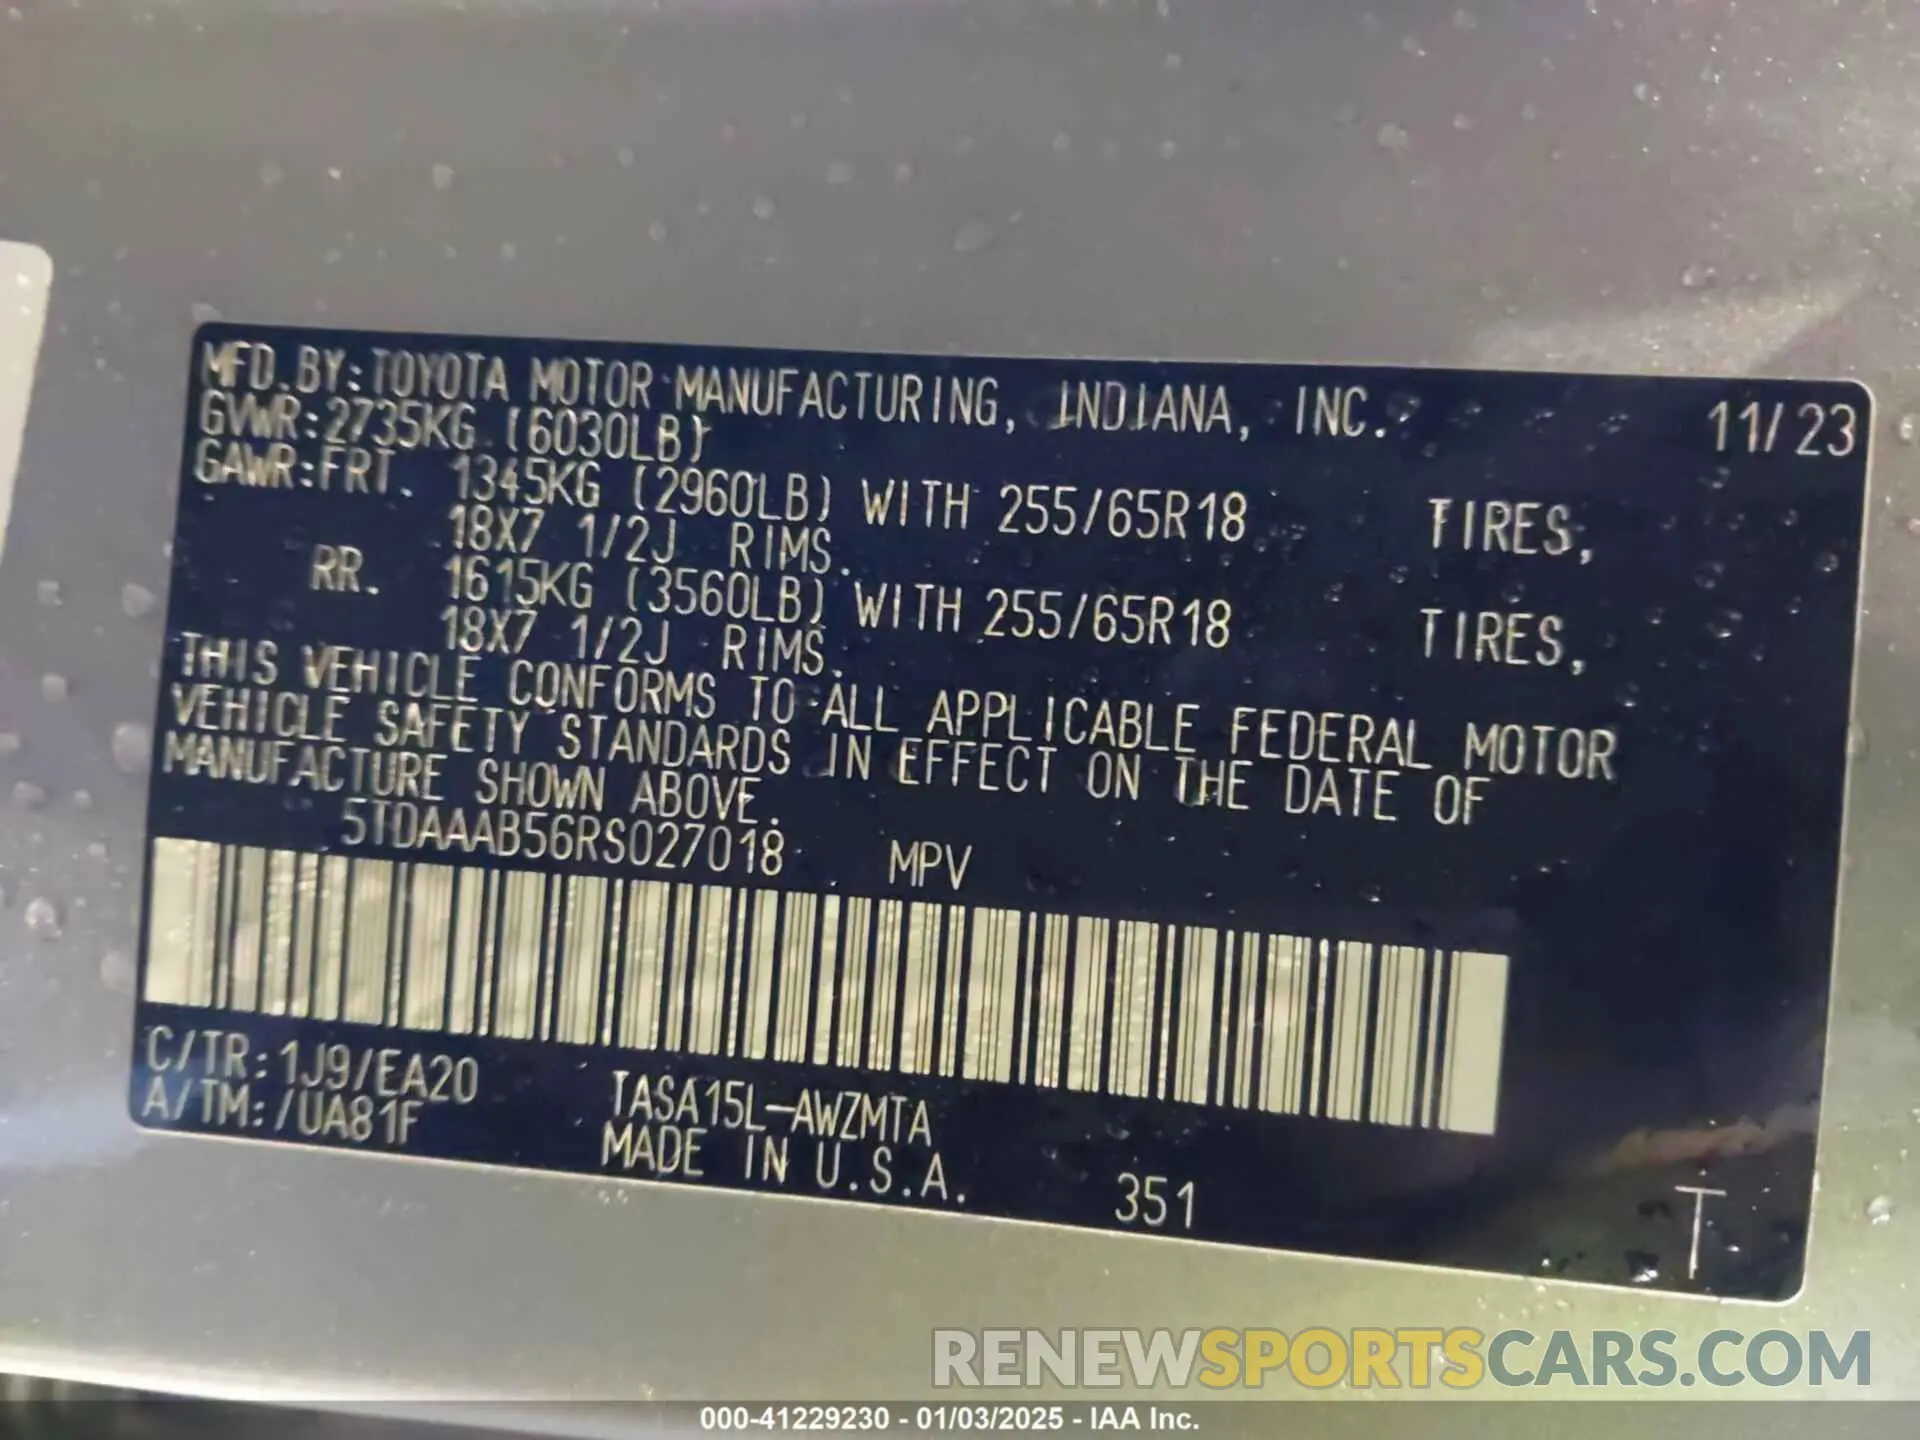 MFD.BY:TOYOTA MOTOR MANUFACTURING, INDIANA, INC. 11/23
GVWR:2735KG (6030LB)
GAWR:FRT. 1345KG (2960LB) WITH 255/65R18 TIRES,
18X7 1/2J RIMS.
RR. 1615KG (3560LB) WITH 255/65R18 TIRES,
18X7 1/2J RIMS.
THIS VEHICLE CONFORMS TO ALL APPLICABLE FEDERAL MOTOR
VEHICLE SAFETY STANDARDS IN EFFECT ON THE DATE OF
MANUFACTURE SHOWN ABOVE.
5TDAAAB56RS027018 MPV
C/TR:1J9/EA20 TASA15L-AWZMTA
A/TM:/UA81F MADE IN U.S.A. 351 T
RENEWSPORTSCARS.COM
000-41229230 - 01/03/2025 - IAA Inc.